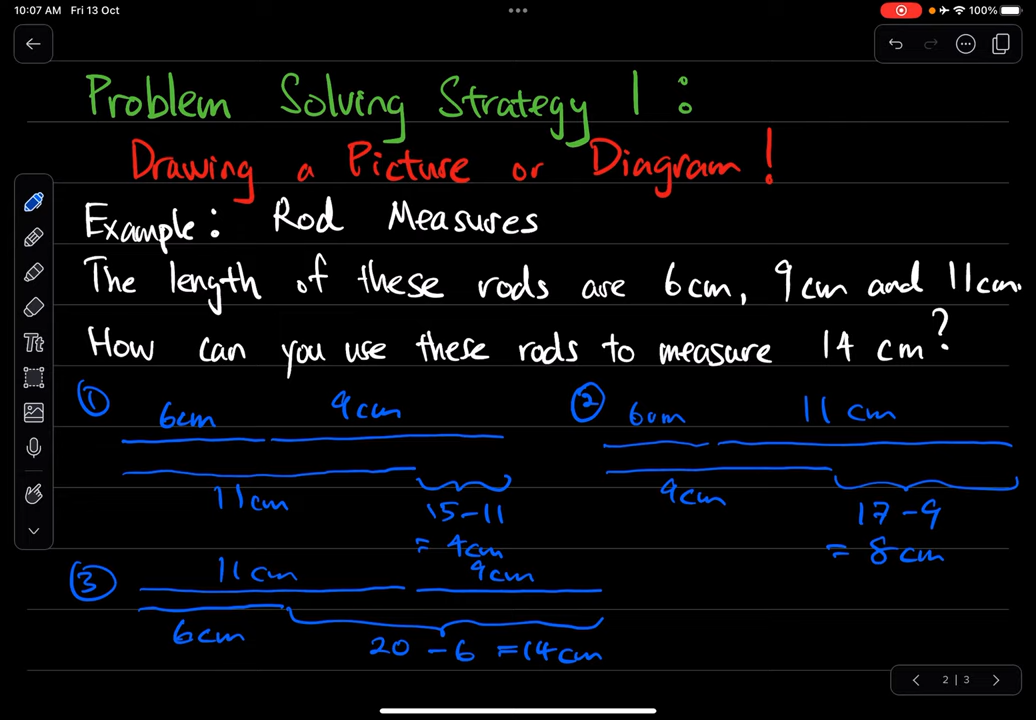 10:07 AM Fri 13 Oct
100%
Problem Solving Strategy 1 :
Drawing a Picture or Diagram!
Example: Rod Measures
The length of these rods are 6cm, 9cm and 11cm.
How can you use these rods to measure 14 cm?
Tt
① 6cm 9cm
11cm 15-11
= 4cm
② 6cm 11 cm
9cm 17-9
= 8cm
③ 11cm 9cm
6cm 20 - 6 = 14cm
2 | 3